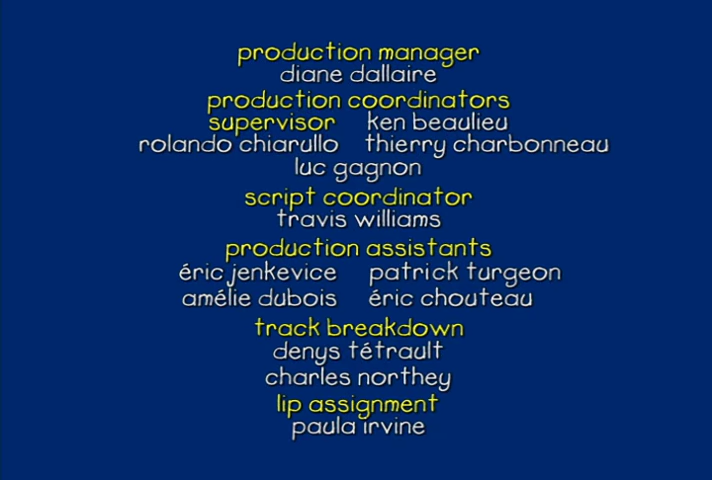 production manager
diane dallaire
production coordinators
supervisor ken beaulieu
rolando chiarullo thierry charbonneau
luc gagnon
script coordinator
travis williams
production assistants
éric jenkevice patrick turgeon
amélie dubois éric chouteau
track breakdown
denys tétrault
charles northey
lip assignment
paula irvine